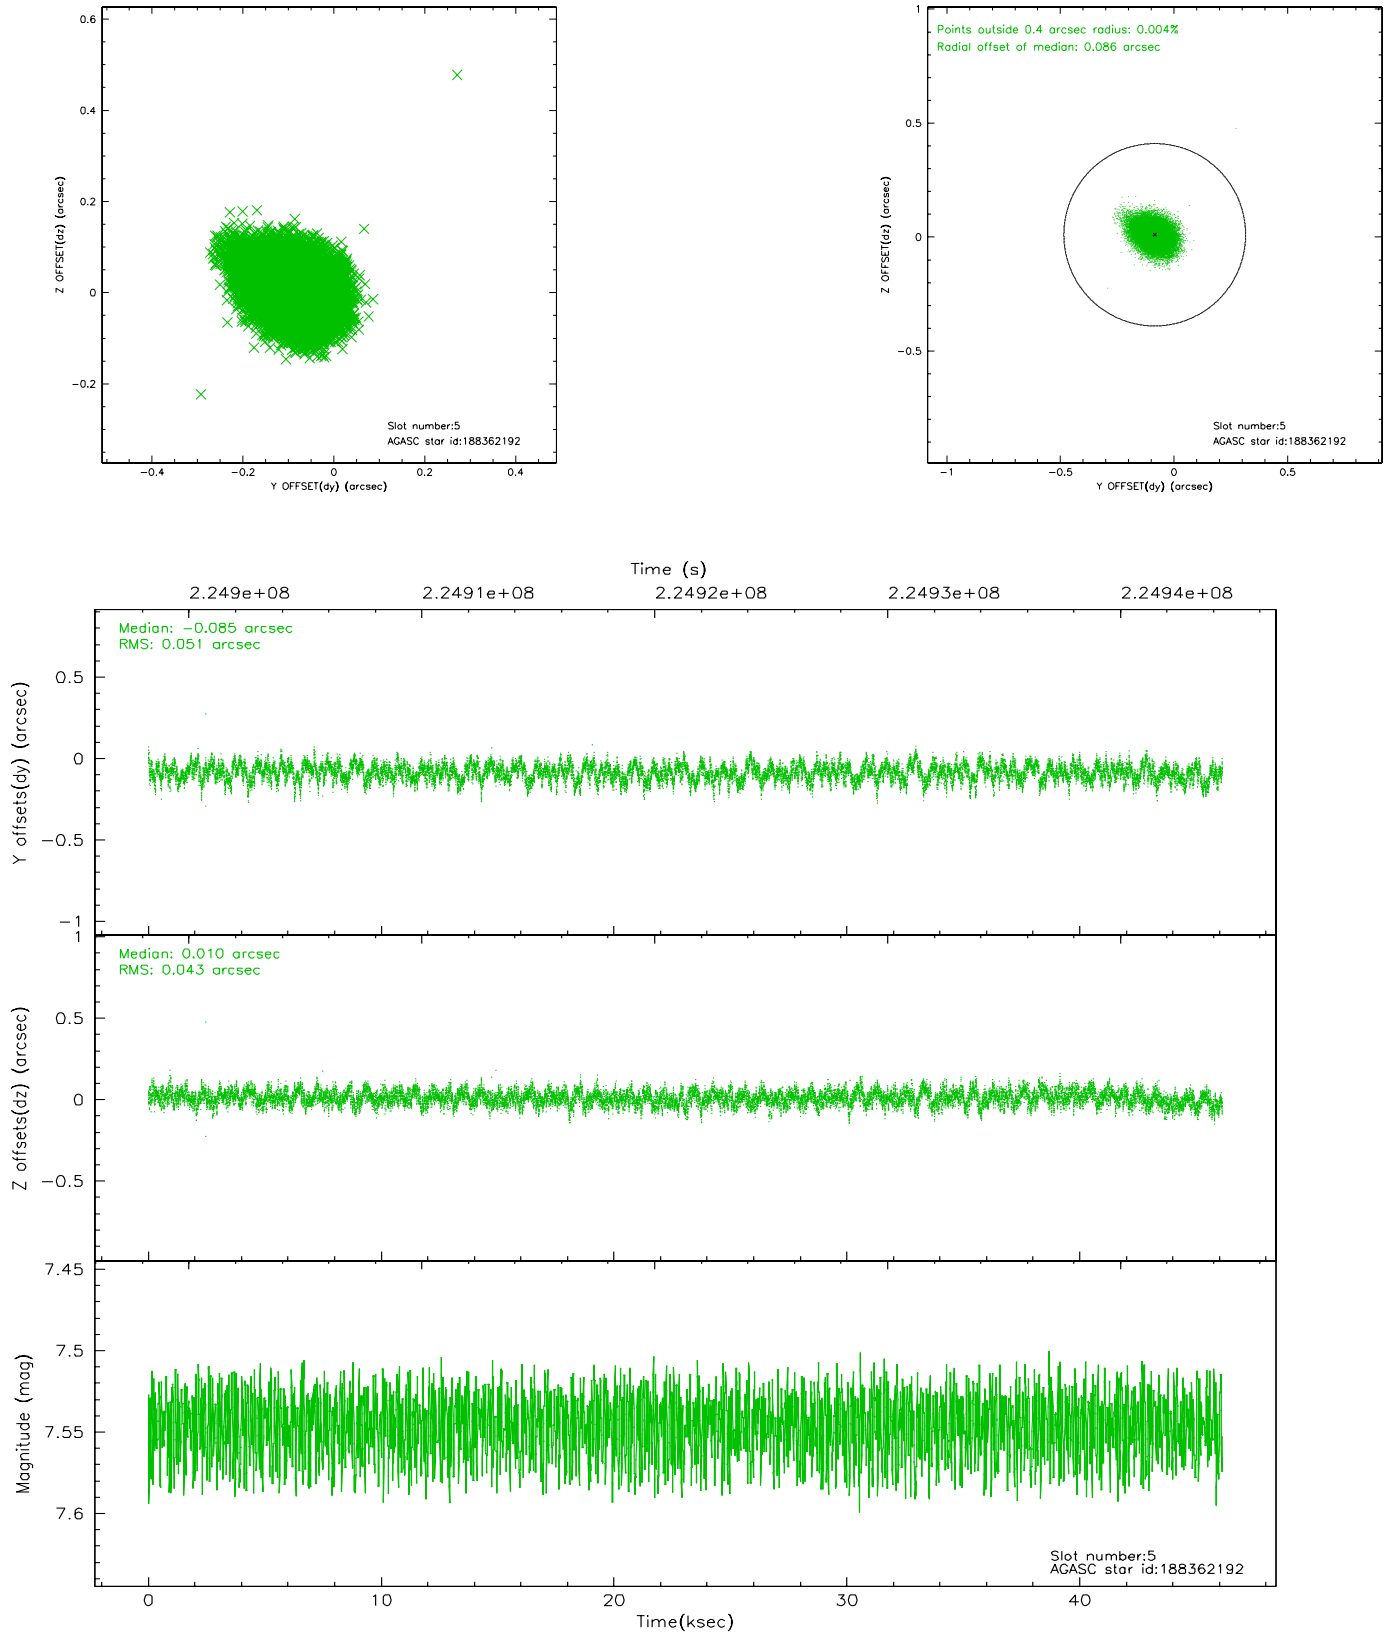 0.6
0.4
0.2
0
−0.2
Z OFFSET(dz) (arcsec)
−0.4
−0.2
0
0.2
0.4
Y OFFSET(dy) (arcsec)
Slot number:5
AGASC star id:188362192
Points outside 0.4 arcsec radius: 0.004%
Radial offset of median: 0.086 arcsec
1
0.5
0
−0.5
Z OFFSET(dz) (arcsec)
−1
−0.5
0
0.5
Y OFFSET(dy) (arcsec)
Slot number:5
AGASC star id:188362192
Time (s)
2.249e+08
2.2491e+08
2.2492e+08
2.2493e+08
2.2494e+08
Median: −0.085 arcsec
RMS: 0.051 arcsec
0.5
0
−0.5
−1
Y offsets(dy) (arcsec)
Median: 0.010 arcsec
RMS: 0.043 arcsec
1
0.5
0
−0.5
Z offsets(dz) (arcsec)
7.45
7.5
7.55
7.6
Magnitude (mag)
Slot number:5
AGASC star id:188362192
0
10
20
30
40
Time(ksec)